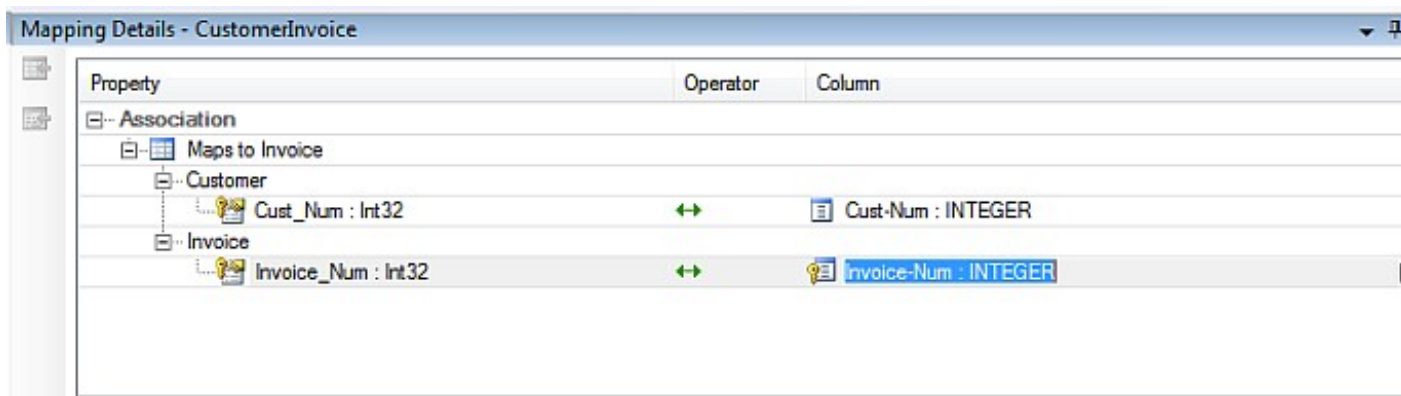 Mapping Details - CustomerInvoice
Property Operator Column
Association
Maps to Invoice
Customer
Cust_Num : Int32 Cust-Num : INTEGER
Invoice
Invoice_Num : Int32 Invoice-Num : INTEGER